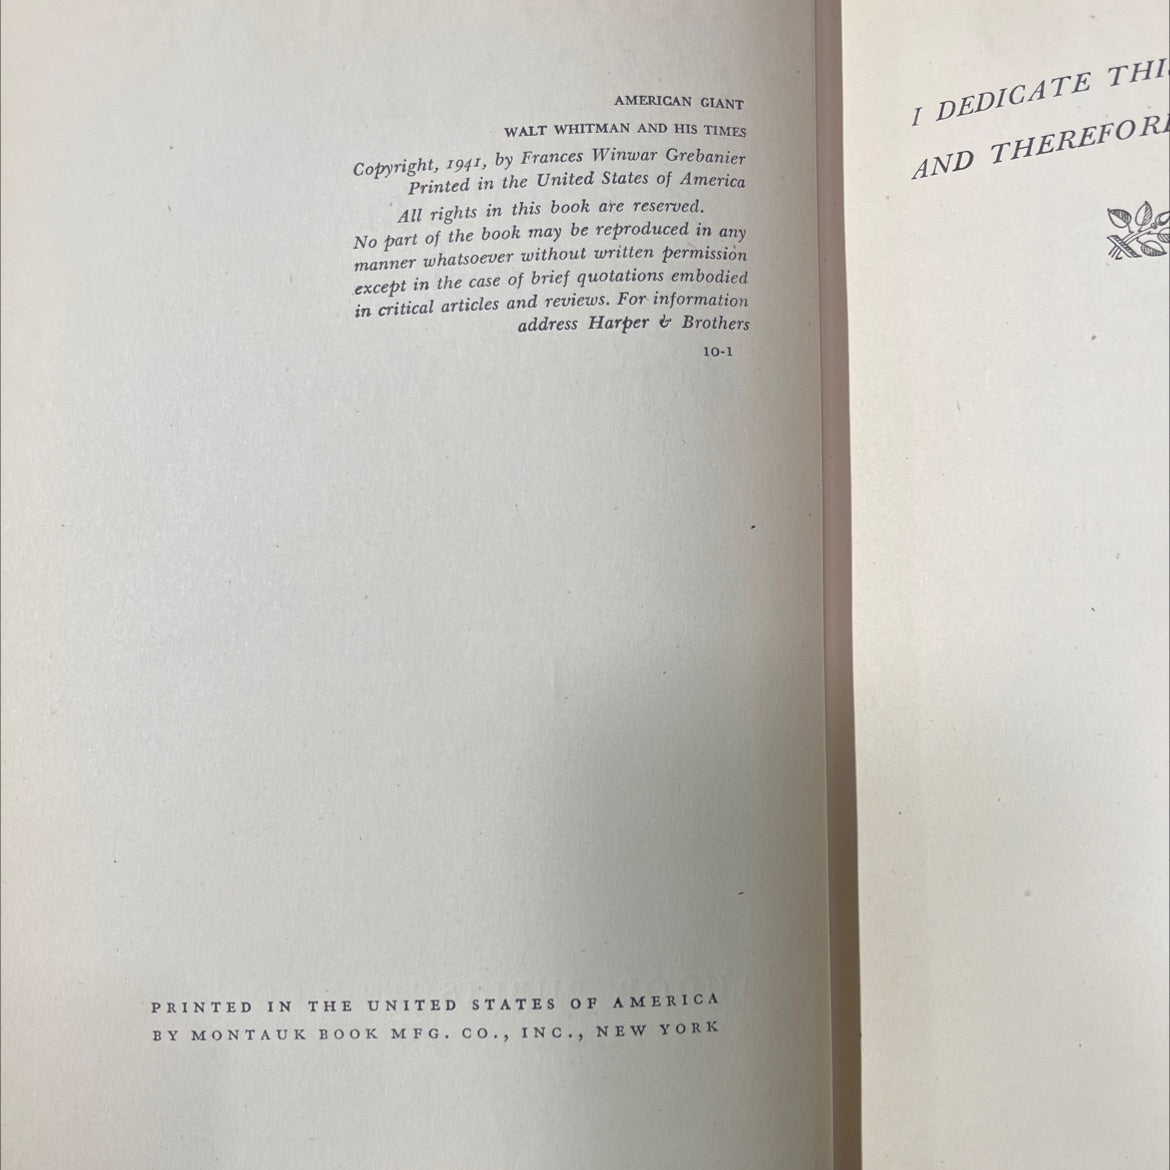 AMERICAN GIANT
WALT WHITMAN AND HIS TIMES
Copyright, 1941, by Frances Winwar Grebanier
Printed in the United States of America
All rights in this book are reserved.
No part of the book may be reproduced in any
manner whatsoever without written permission
except in the case of brief quotations embodied
in critical articles and reviews. For information
address Harper & Brothers
10-1
PRINTED IN THE UNITED STATES OF AMERICA
BY MONTAUK BOOK MFG. CO., INC., NEW YORK
I DEDICATE
AND